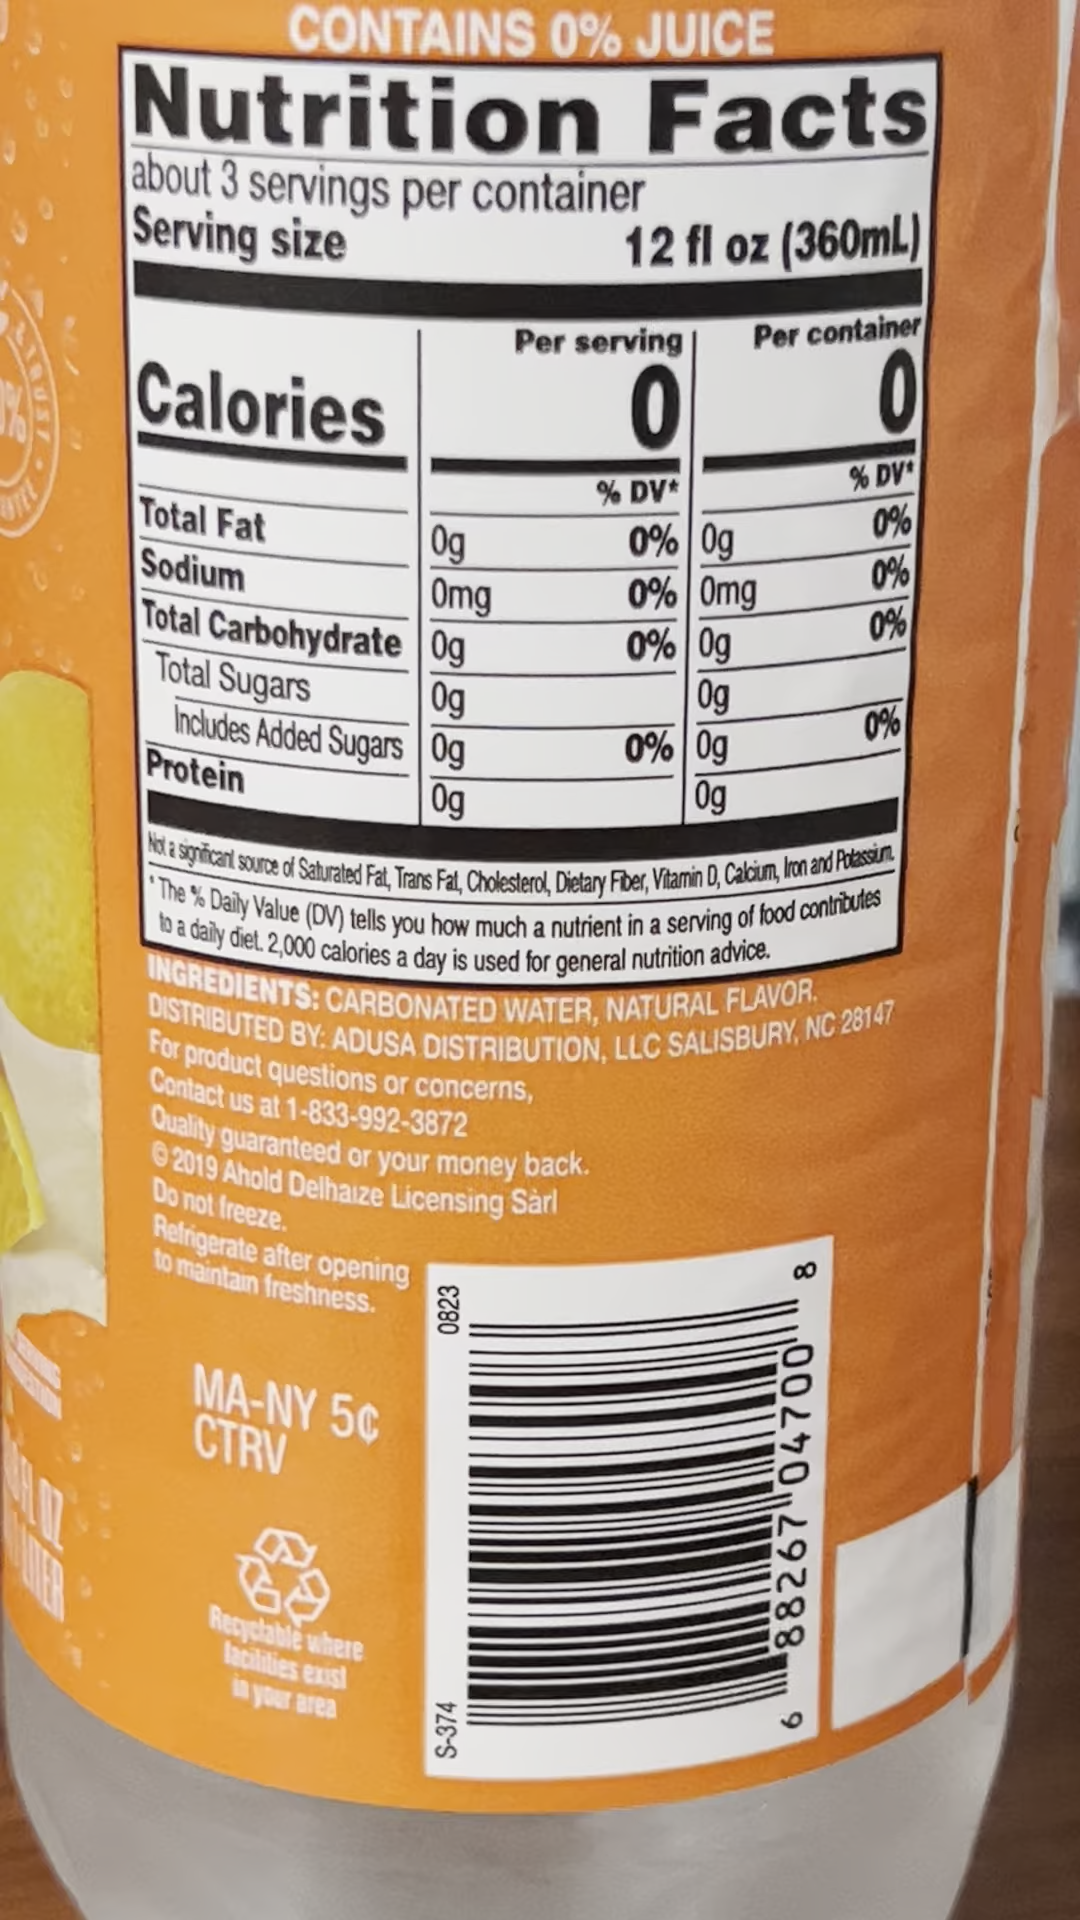 CONTAINS 0% JUICE
Nutrition Facts
about 3 servings per container
Serving size 12 fl oz (360mL)
Per serving Per container
Calories 0 0
% DV* % DV*
Total Fat 0g 0% 0g 0%
Sodium 0mg 0% 0mg 0%
Total Carbohydrate 0g 0% 0g 0%
Total Sugars 0g 0g
Includes Added Sugars 0g 0% 0g 0%
Protein 0g 0g
Not a significant source of Saturated Fat, Trans Fat, Cholesterol, Dietary Fiber, Vitamin D, Calcium, Iron and Potassium.
*The % Daily Value (DV) tells you how much a nutrient in a serving of food contributes
to a daily diet. 2,000 calories a day is used for general nutrition advice.
INGREDIENTS: CARBONATED WATER, NATURAL FLAVOR.
DISTRIBUTED BY: ADUSA DISTRIBUTION, LLC SALISBURY, NC 28147
For product questions or concerns,
Contact us at 1-833-992-3872
Quality guaranteed or your money back.
© 2019 Ahold Delhaize Licensing Sàrl
Do not freeze.
Refrigerate after opening
to maintain freshness.
MA-NY 5¢
CTRV
Recyclable where
facilities exist
in your area
0823
S-374
6 88267 04700 8
TRUST
FL OZ